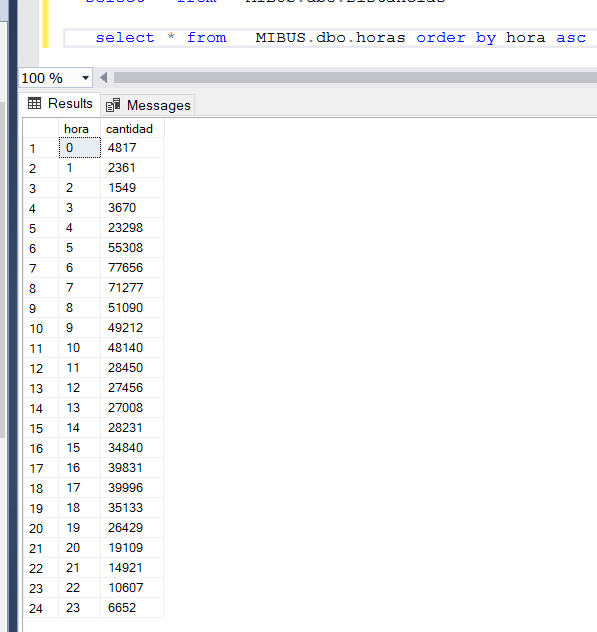 select * from MIBUS.dbo.horas order by hora asc
100 %
Results Messages
hora cantidad
1 0 4817
2 1 2361
3 2 1549
4 3 3670
5 4 23298
6 5 55308
7 6 77656
8 7 71277
9 8 51090
10 9 49212
11 10 48140
12 11 28450
13 12 27456
14 13 27008
15 14 28231
16 15 34840
17 16 39831
18 17 39996
19 18 35133
20 19 26429
21 20 19109
22 21 14921
23 22 10607
24 23 6652